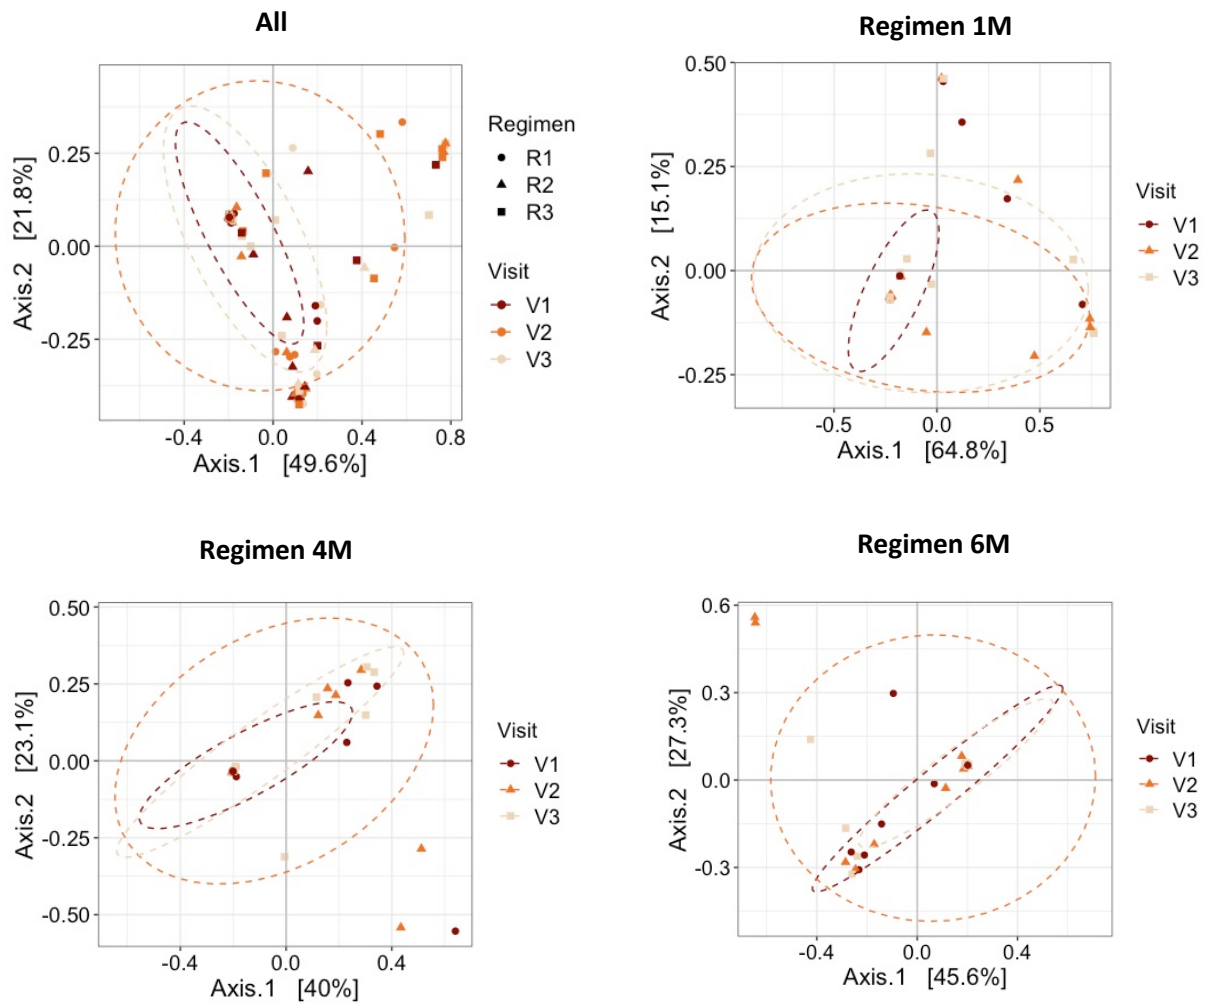 All
Axis.2 [21.8%]
0.25
0.00
-0.25
-0.4
0.0
0.4
0.8
Axis.1 [49.6%]
Regimen
R1
R2
R3
Visit
V1
V2
V3
Regimen 1M
Axis.2 [15.1%]
0.50
0.25
0.00
-0.25
-0.5
0.0
0.5
Axis.1 [64.8%]
Visit
V1
V2
V3
Regimen 4M
Axis.2 [23.1%]
0.50
0.25
0.00
-0.25
-0.50
-0.4
0.0
0.4
Axis.1 [40%]
Visit
V1
V2
V3
Regimen 6M
Axis.2 [27.3%]
0.6
0.3
0.0
-0.3
-0.4
0.0
0.4
Axis.1 [45.6%]
Visit
V1
V2
V3